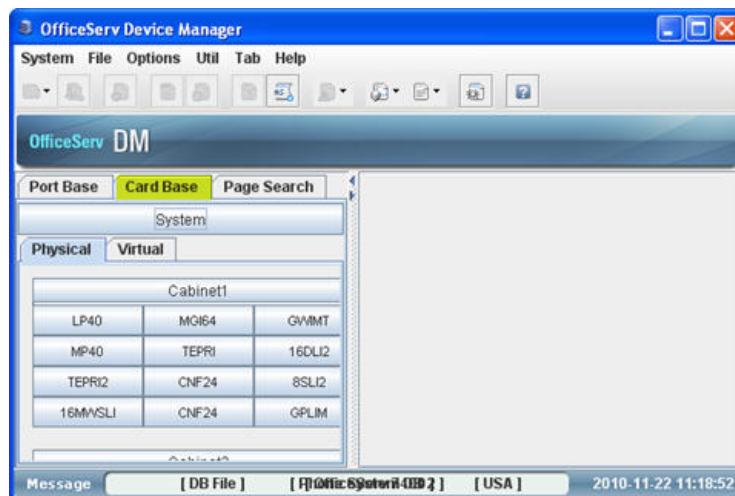 OfficeServ Device Manager
System File Options Util Tab Help
OfficeServ DM
Port Base Card Base Page Search
System
Physical Virtual
Cabinet1
LP40 MGI64 GWIMT
MP40 TEPRI 16DLI2
TEPRI2 CNF24 8SLI2
16MWSLI CNF24 GPLIM
Message [ DB File ] [ USA ] 2010-11-22 11:18:52